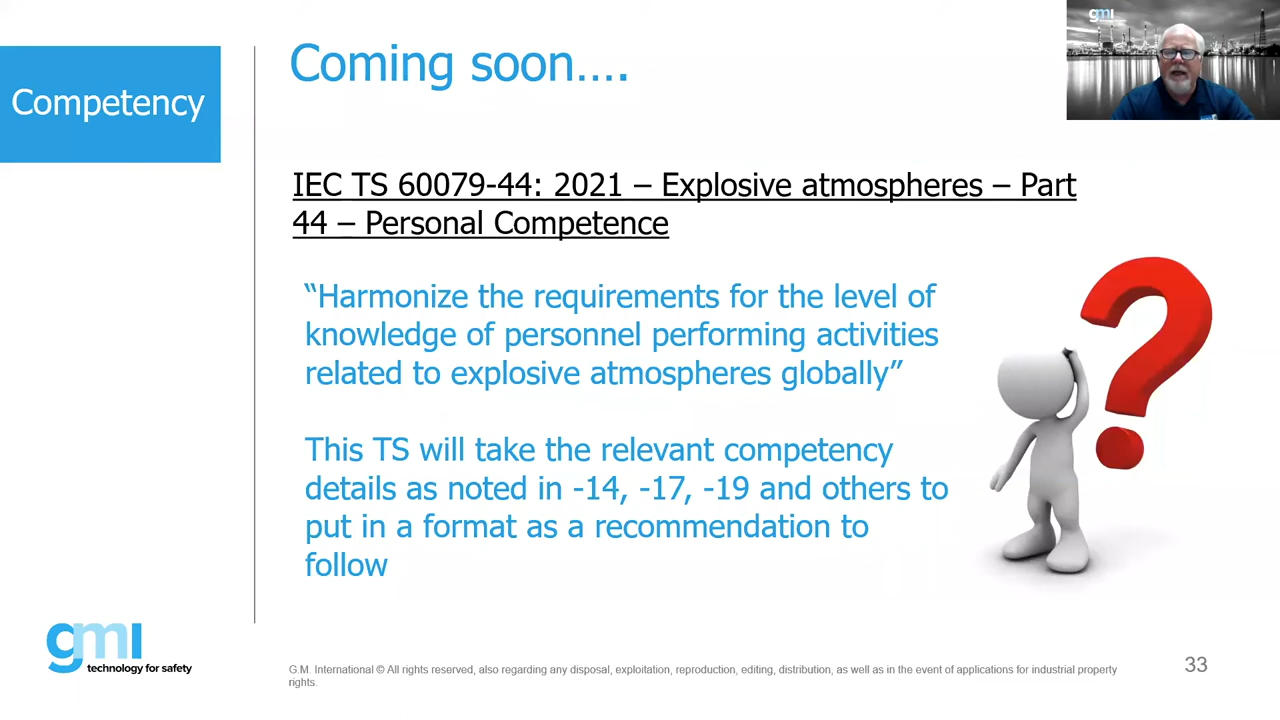 Competency
Coming soon....
gmi
IEC TS 60079-44: 2021 – Explosive atmospheres – Part
44 – Personal Competence
“Harmonize the requirements for the level of
knowledge of personnel performing activities
related to explosive atmospheres globally”
This TS will take the relevant competency
details as noted in -14, -17, -19 and others to
put in a format as a recommendation to
follow
gmi
technology for safety
G.M. International © All rights reserved, also regarding any disposal, exploitation, reproduction, editing, distribution, as well as in the event of applications for industrial property
rights.
33